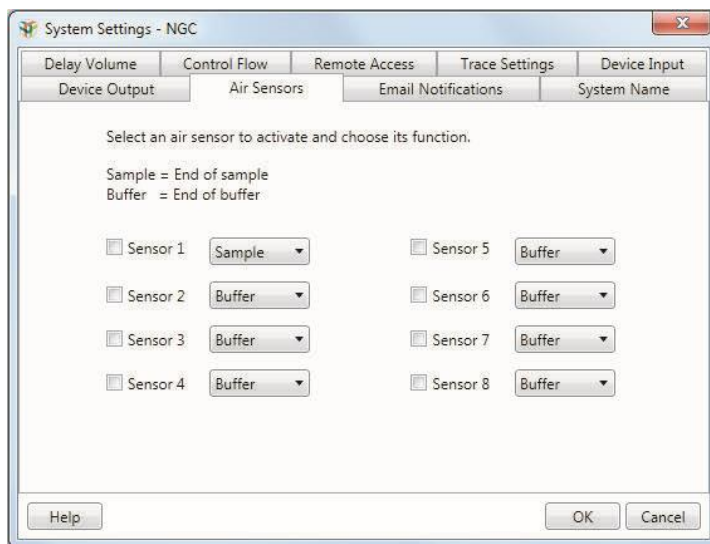 System Settings - NGC
Delay Volume Control Flow Remote Access Trace Settings Device Input
Device Output Air Sensors Email Notifications System Name
Select an air sensor to activate and choose its function.
Sample = End of sample
Buffer = End of buffer
Sensor 1 Sample Sensor 5 Buffer
Sensor 2 Buffer Sensor 6 Buffer
Sensor 3 Buffer Sensor 7 Buffer
Sensor 4 Buffer Sensor 8 Buffer
Help OK Cancel